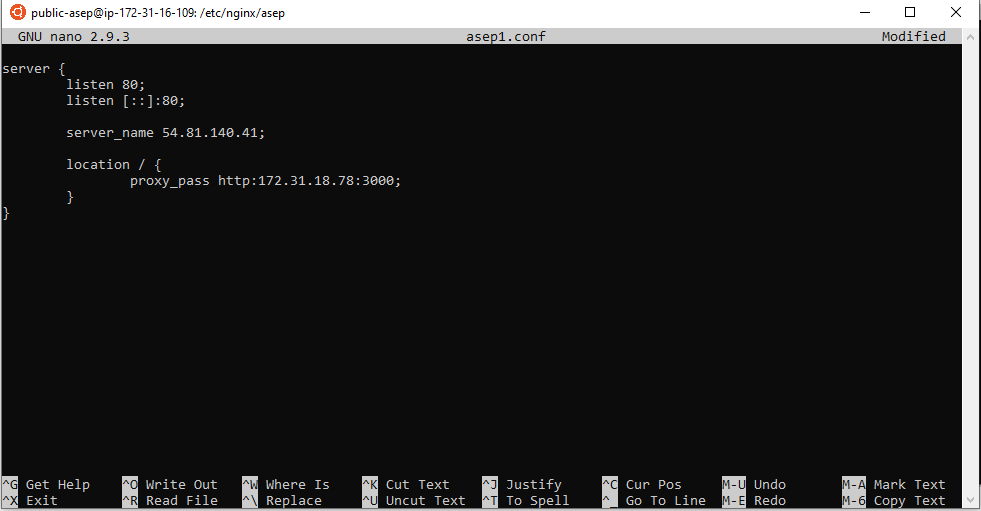 public-asep@ip-172-31-16-109: /etc/nginx/asep
GNU nano 2.9.3 asep1.conf Modified
server {
listen 80;
listen [::]:80;
server_name 54.81.140.41;
location / {
proxy_pass http:172.31.18.78:3000;
}
}
^G Get Help ^O Write Out ^W Where Is ^K Cut Text ^J Justify ^C Cur Pos M-U Undo M-A Mark Text
^X Exit ^R Read File ^\ Replace ^U Uncut Text ^T To Spell ^_ Go To Line M-E Redo M-6 Copy Text